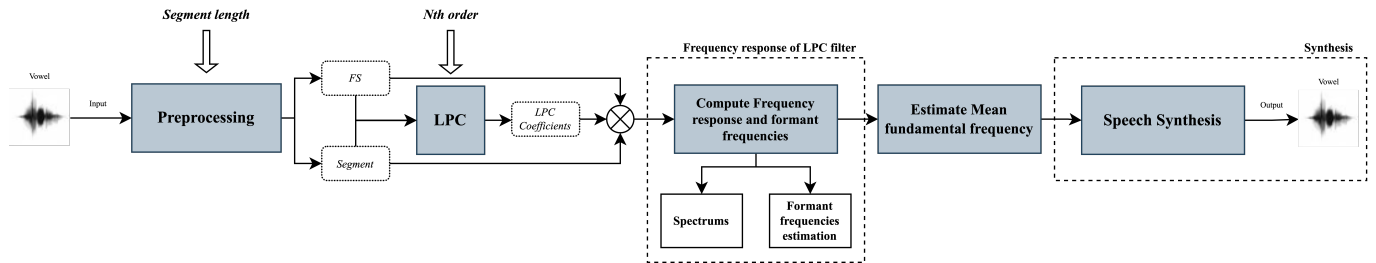 Segment length
Nth order
Frequency response of LPC filter
Synthesis
Vowel
Input
Preprocessing
FS
Segment
LPC
LPC
Coefficients
Compute Frequency
response and formant
frequencies
Spectrums
Formant
frequencies
estimation
Estimate Mean
fundamental frequency
Speech Synthesis
Output
Vowel